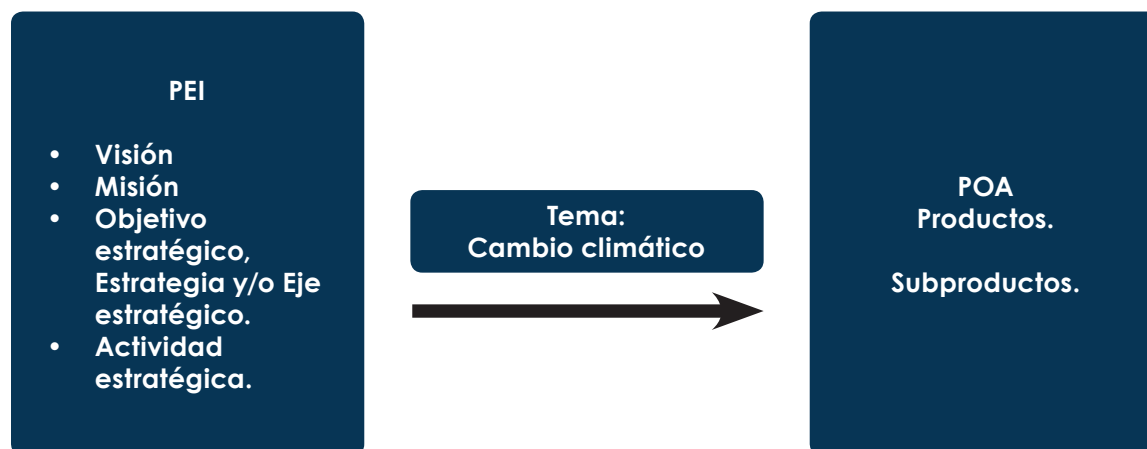 PEI
• Visión
• Misión
• Objetivo
estratégico,
Estrategia y/o Eje
estratégico.
• Actividad
estratégica.
Tema:
Cambio climático
POA
Productos.
Subproductos.